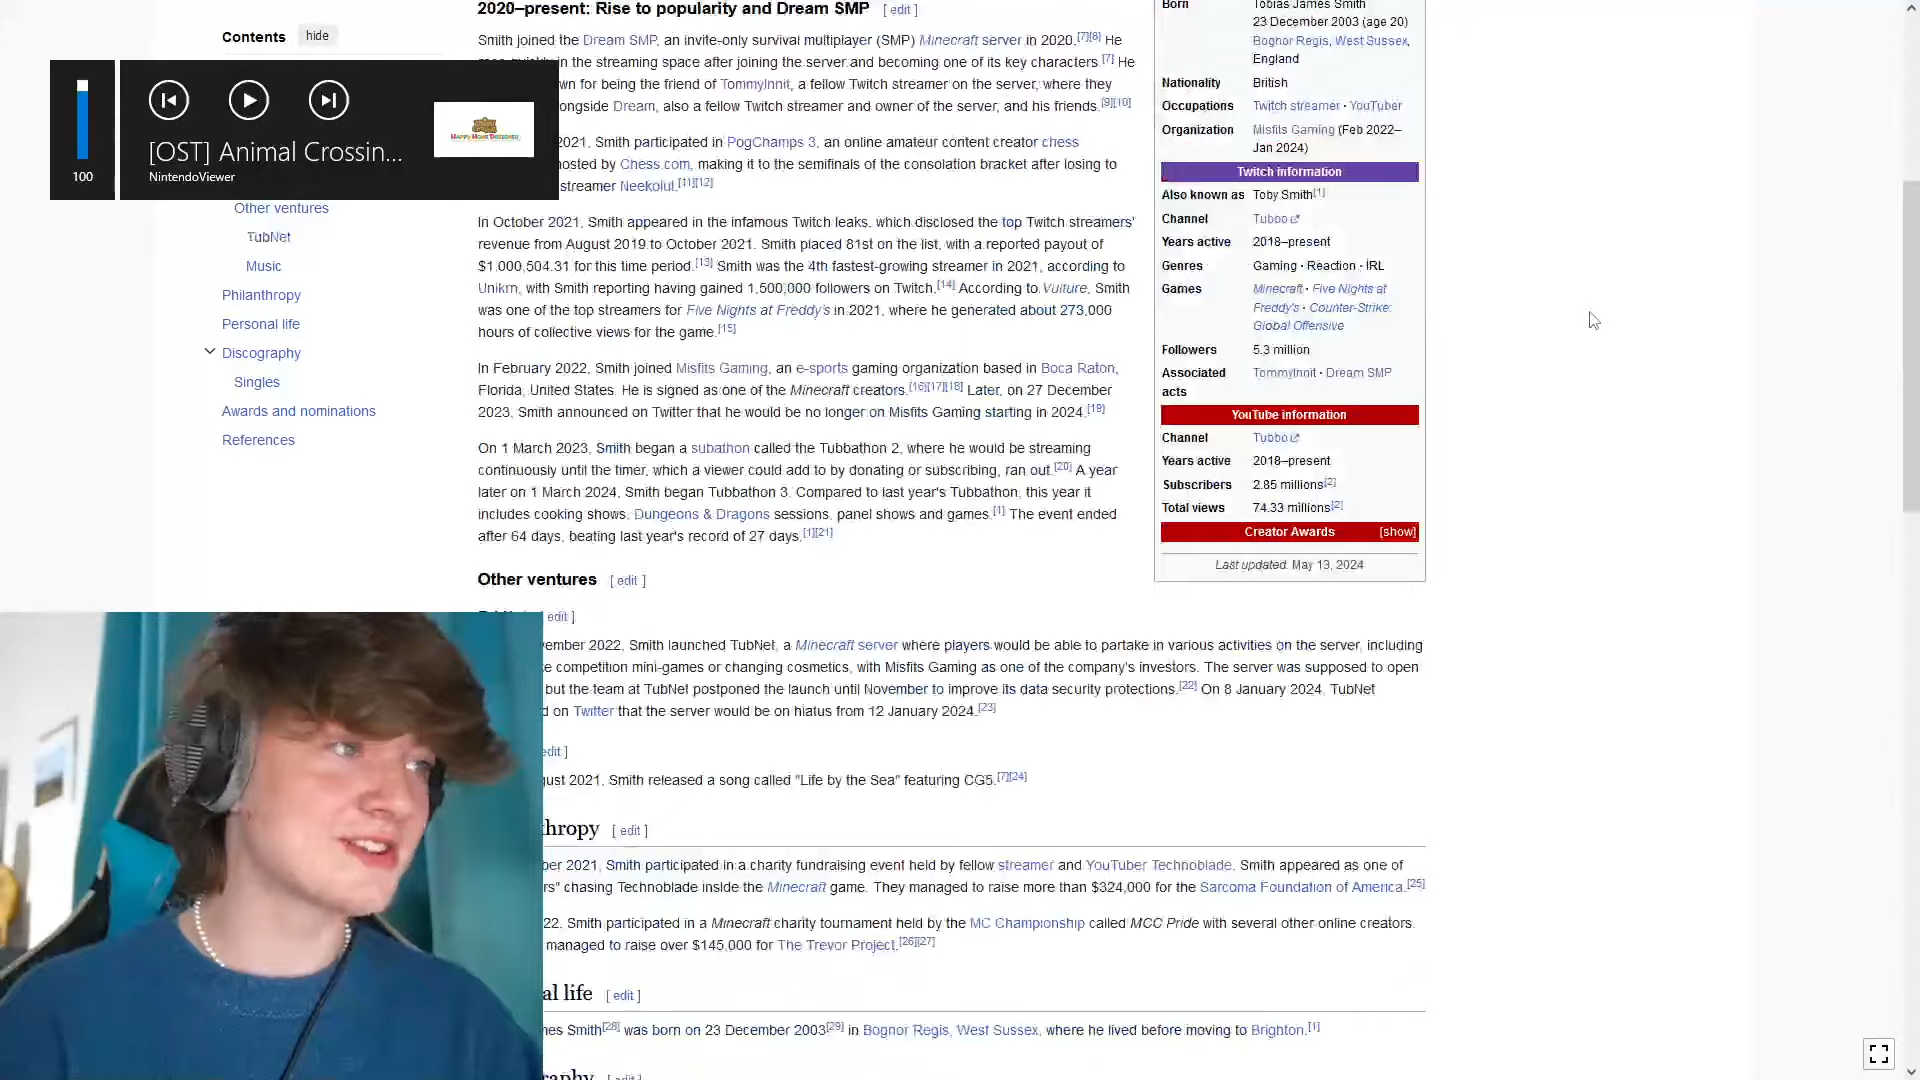 2020–present: Rise to popularity and Dream SMP [ edit ]
Contents hide
Smith joined the Dream SMP, an invite-only survival multiplayer (SMP) Minecraft server in 2020.[7][8] He
in the streaming space after joining the server and becoming one of its key characters.[7] He
wn for being the friend of TommyInnit, a fellow Twitch streamer on the server, where they
ongside Dream, also a fellow Twitch streamer and owner of the server, and his friends.[9][10]
2021, Smith participated in PogChamps 3, an online amateur content creator chess
hosted by Chess.com, making it to the semifinals of the consolation bracket after losing to
streamer Neekolul.[11][12]
100
[OST] Animal Crossin...
NintendoViewer
HAPPY HOME DESIGNER
Other ventures
TubNet
Music
Philanthropy
Personal life
Discography
Singles
Awards and nominations
References
In October 2021, Smith appeared in the infamous Twitch leaks, which disclosed the top Twitch streamers'
revenue from August 2019 to October 2021. Smith placed 81st on the list, with a reported payout of
$1,000,504.31 for this time period.[13] Smith was the 4th fastest-growing streamer in 2021, according to
Unikrn, with Smith reporting having gained 1,500,000 followers on Twitch.[14] According to Vulture, Smith
was one of the top streamers for Five Nights at Freddy's in 2021, where he generated about 273,000
hours of collective views for the game.[15]
In February 2022, Smith joined Misfits Gaming, an e-sports gaming organization based in Boca Raton,
Florida, United States. He is signed as one of the Minecraft creators.[16][17][18] Later, on 27 December
2023, Smith announced on Twitter that he would be no longer on Misfits Gaming starting in 2024.[19]
On 1 March 2023, Smith began a subathon called the Tubbathon 2, where he would be streaming
continuously until the timer, which a viewer could add to by donating or subscribing, ran out.[20] A year
later on 1 March 2024, Smith began Tubbathon 3. Compared to last year's Tubbathon, this year it
includes cooking shows, Dungeons & Dragons sessions, panel shows and games.[1] The event ended
after 64 days, beating last year's record of 27 days.[1][21]
Born Tobias James Smith
23 December 2003 (age 20)
Bognor Regis, West Sussex,
England
Nationality British
Occupations Twitch streamer · YouTuber
Organization Misfits Gaming (Feb 2022–
Jan 2024)
Twitch information
Also known as Toby Smith[1]
Channel Tubbo
Years active 2018–present
Genres Gaming · Reaction · IRL
Games Minecraft · Five Nights at
Freddy's · Counter-Strike:
Global Offensive
Followers 5.3 million
Associated acts TommyInnit · Dream SMP
YouTube information
Channel Tubbo
Years active 2018–present
Subscribers 2.85 millions[2]
Total views 74.33 millions[2]
Creator Awards [show]
Last updated: May 13, 2024
Other ventures [ edit ]
edit ]
vember 2022, Smith launched TubNet, a Minecraft server where players would be able to partake in various activities on the server, including
e competition mini-games or changing cosmetics, with Misfits Gaming as one of the company's investors. The server was supposed to open
but the team at TubNet postponed the launch until November to improve its data security protections.[22] On 8 January 2024, TubNet
d on Twitter that the server would be on hiatus from 12 January 2024.[23]
edit ]
ust 2021, Smith released a song called "Life by the Sea" featuring CG5.[7][24]
hropy [ edit ]
ber 2021, Smith participated in a charity fundraising event held by fellow streamer and YouTuber Technoblade. Smith appeared as one of
rs" chasing Technoblade inside the Minecraft game. They managed to raise more than $324,000 for the Sarcoma Foundation of America.[25]
22, Smith participated in a Minecraft charity tournament held by the MC Championship called MCC Pride with several other online creators.
managed to raise over $145,000 for The Trevor Project.[26][27]
al life [ edit ]
mes Smith[28] was born on 23 December 2003[29] in Bognor Regis, West Sussex, where he lived before moving to Brighton.[1]
raphy [ edit ]